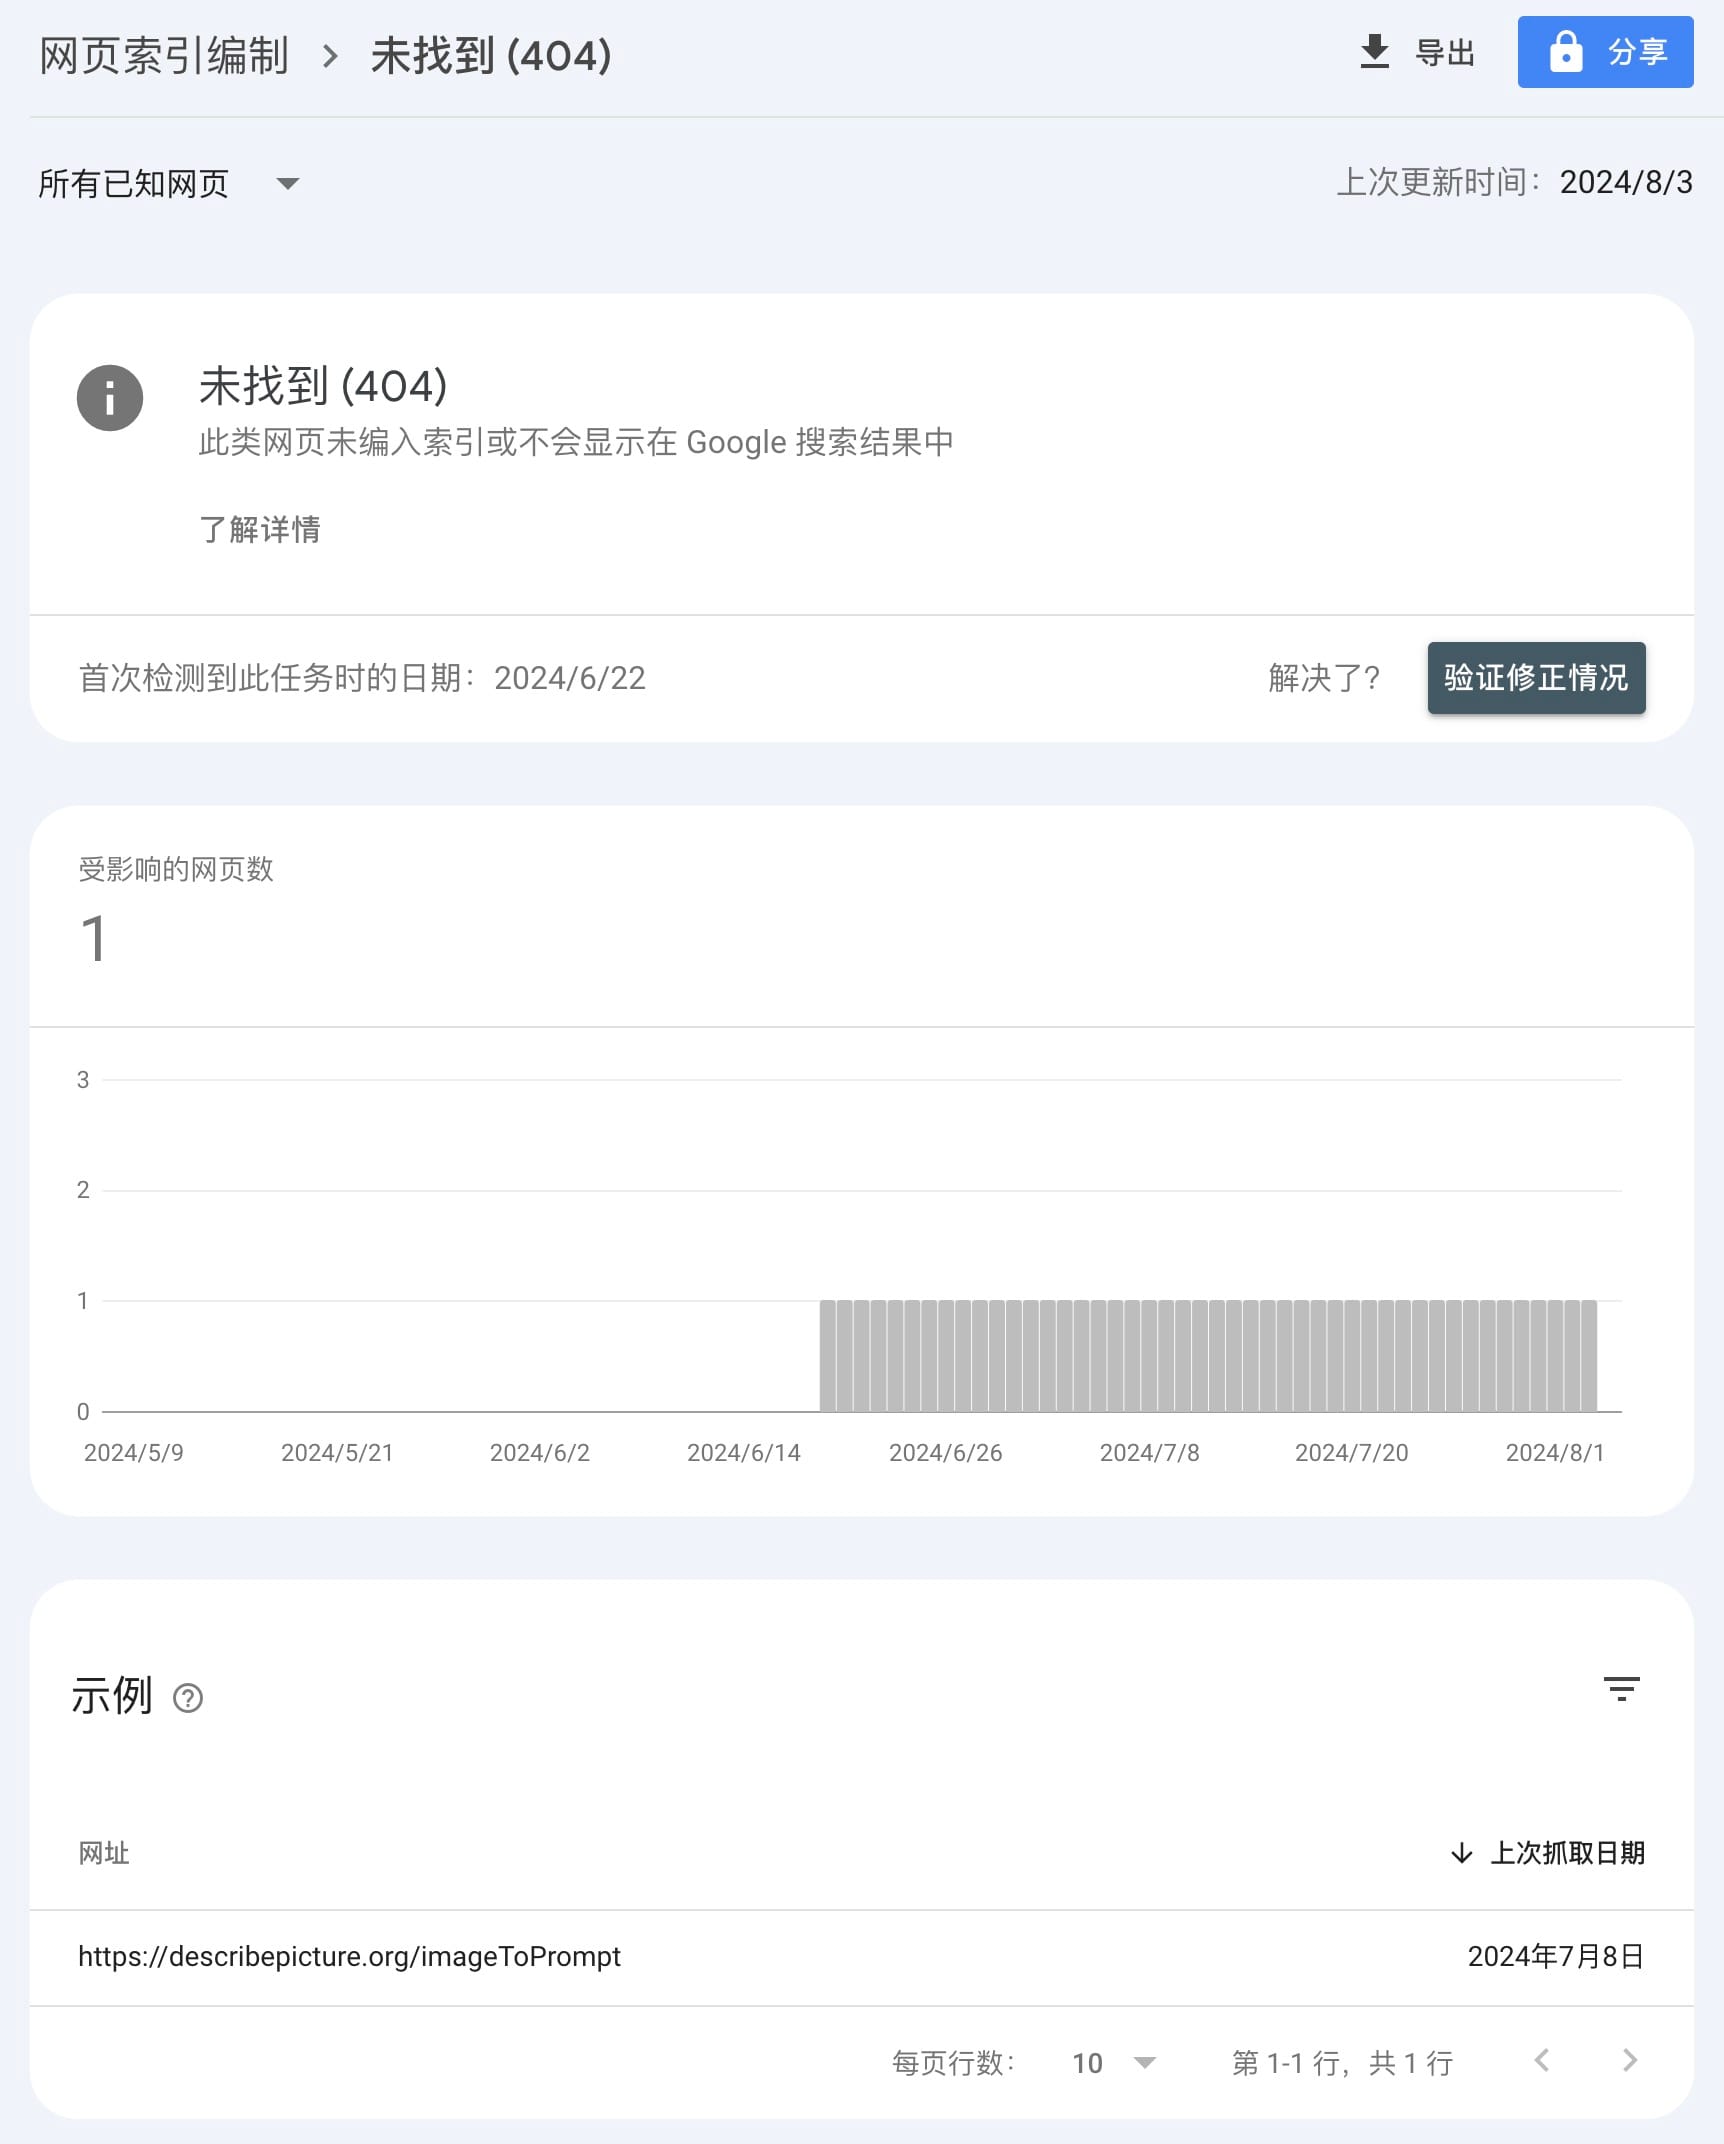 网页索引编制 > 未找到 (404)
导出
分享
所有已知网页
上次更新时间：2024/8/3
未找到 (404)
此类网页未编入索引或不会显示在 Google 搜索结果中
了解详情
首次检测到此任务时的日期：2024/6/22
解决了?
验证修正情况
受影响的网页数
1
3
2
1
0
2024/5/9
2024/5/21
2024/6/2
2024/6/14
2024/6/26
2024/7/8
2024/7/20
2024/8/1
示例
网址
上次抓取日期
https://describepicture.org/imageToPrompt
2024年7月8日
每页行数：
10
第 1-1 行，共 1 行